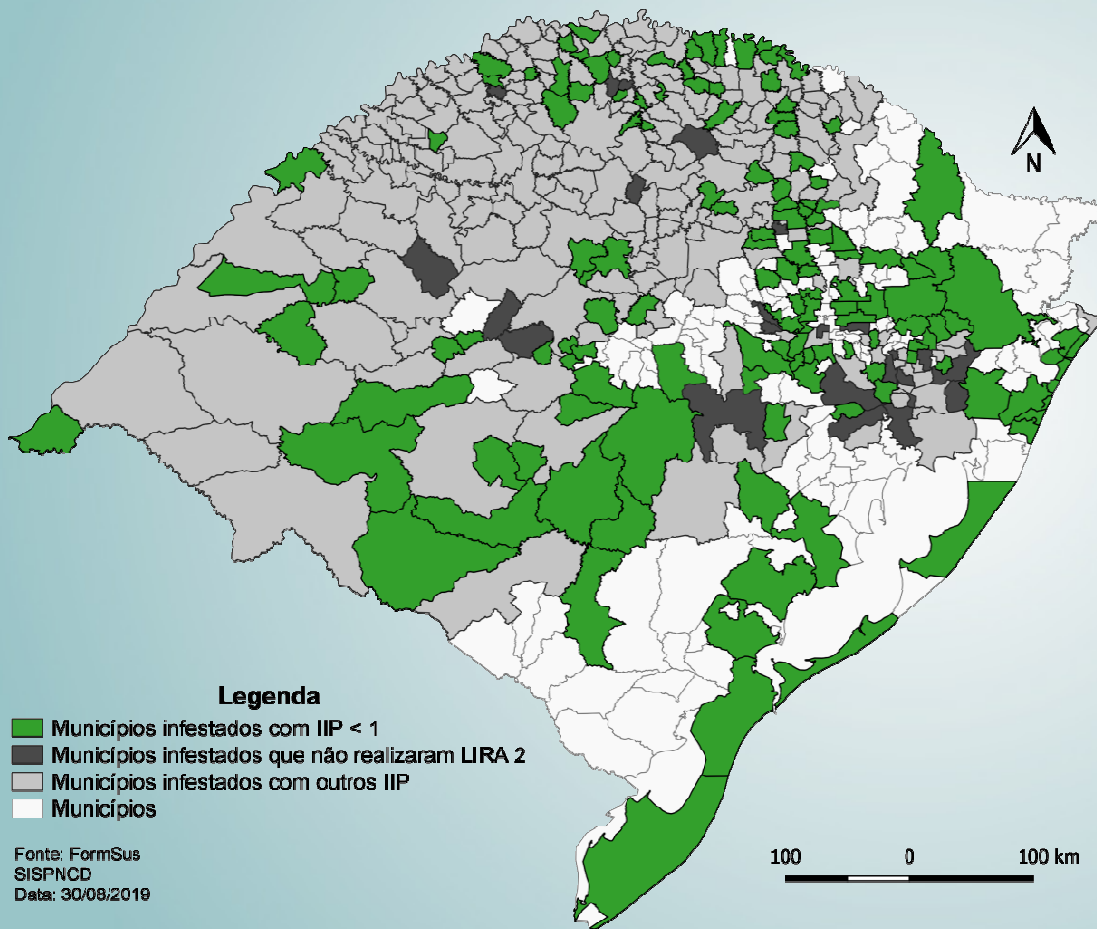 N
Legenda
Municípios infestados com IIP < 1
Municípios infestados que não realizaram LIRA 2
Municípios infestados com outros IIP
Municípios
Fonte: FormSus
SISPNCD
Data: 30/08/2019
100 0 100 km